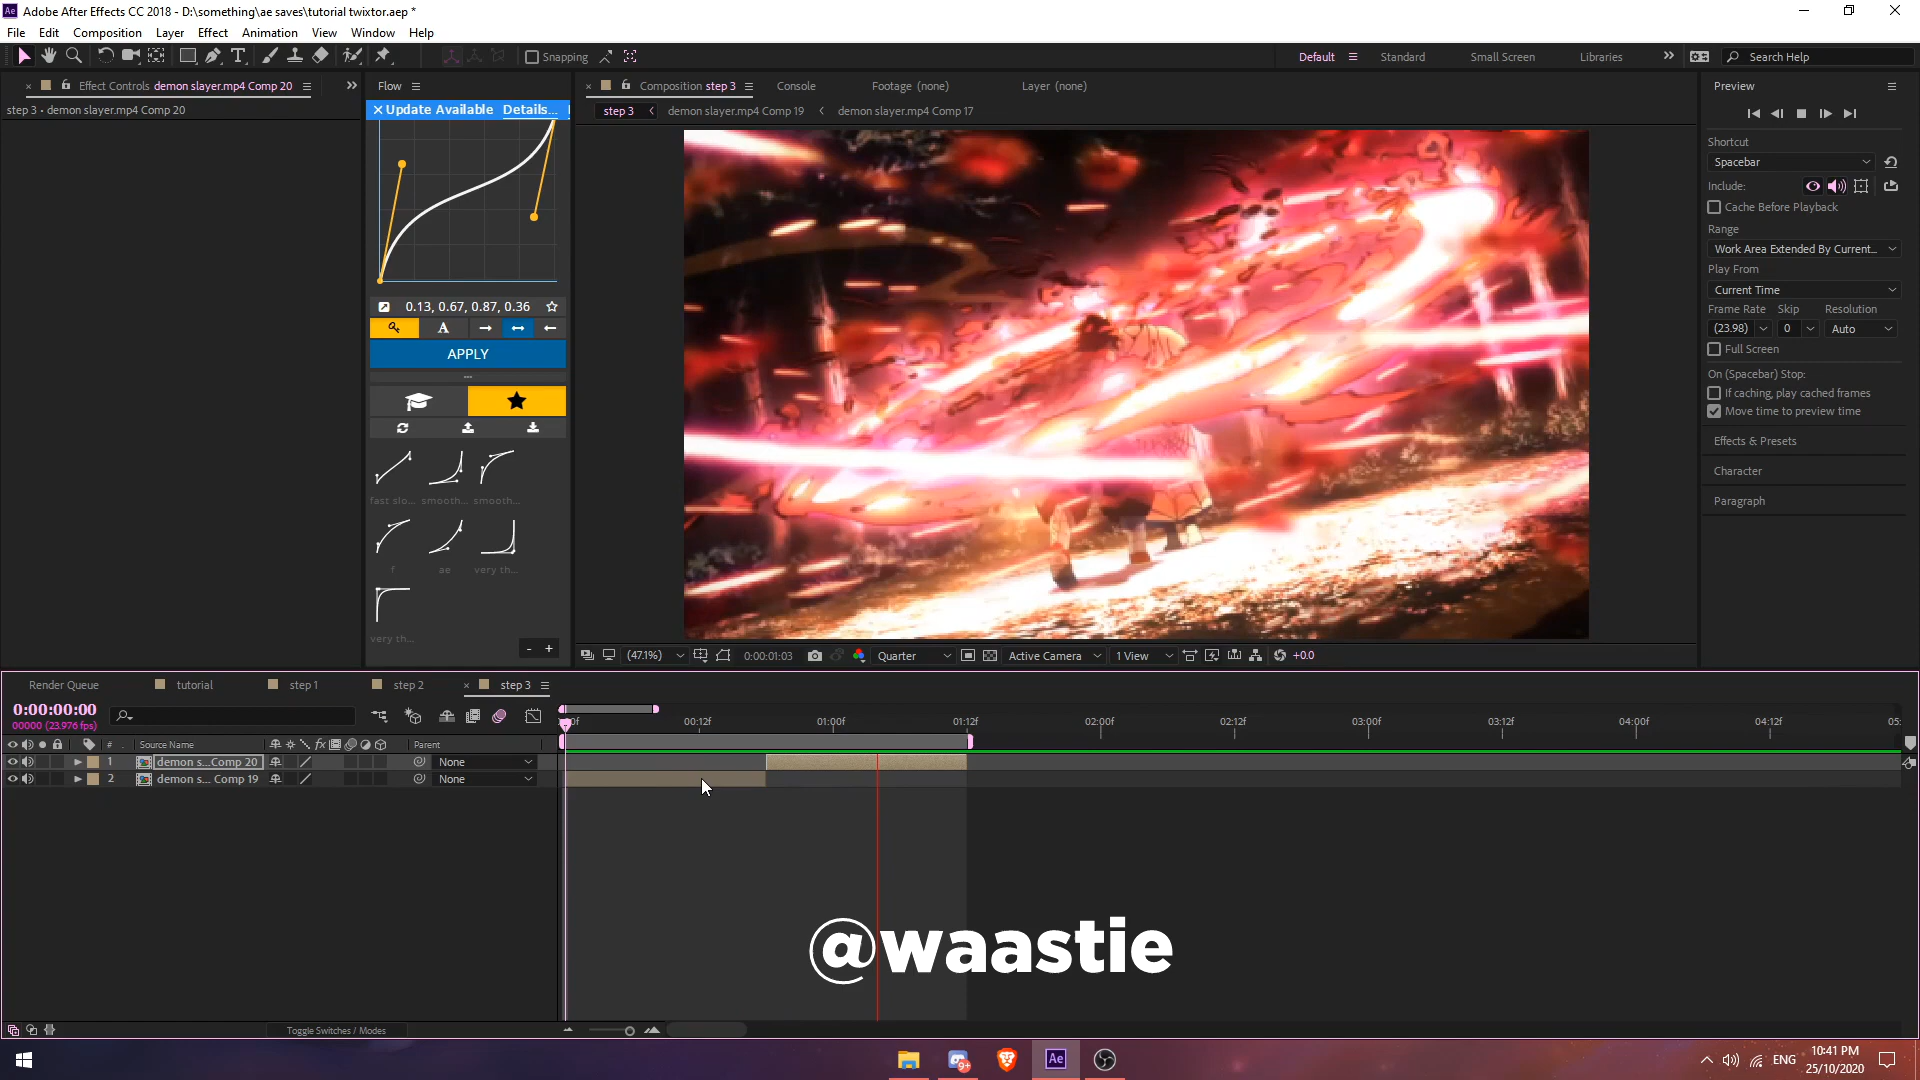 Adobe After Effects CC 2018 - D:\something\ae saves\tutorial twixtor.aep *
File Edit Composition Layer Effect Animation View Window Help
Snapping
Default
Standard
Small Screen
Libraries
Search Help
Effect Controls demon slayer.mp4 Comp 20
step 3 • demon slayer.mp4 Comp 20
Flow
Update Available Details...
0.13, 0.67, 0.87, 0.36
A
APPLY
fast slo... smooth... smooth...
f ae very th...
very th...
- +
Composition step 3
Console
Footage (none)
Layer (none)
step 3 demon slayer.mp4 Comp 19 demon slayer.mp4 Comp 17
(47.1%) 0:00:01:03 Quarter Active Camera 1 View +0.0
Preview
Shortcut
Spacebar
Include:
Cache Before Playback
Range
Work Area Extended By Current...
Play From
Current Time
Frame Rate Skip Resolution
(23.98) 0 Auto
Full Screen
On (Spacebar) Stop:
If caching, play cached frames
Move time to preview time
Effects & Presets
Character
Paragraph
Render Queue tutorial step 1 step 2 step 3
0:00:00:00
00000 (23.976 fps)
00:12f 01:00f 01:12f 02:00f 02:12f 03:00f 03:12f 04:00f 04:12f 05:
# Source Name fx Parent
1 demon s...Comp 20 None
2 demon s... Comp 19 None
@waastie
Toggle Switches / Modes
9+
Ae
ENG
10:41 PM
25/10/2020